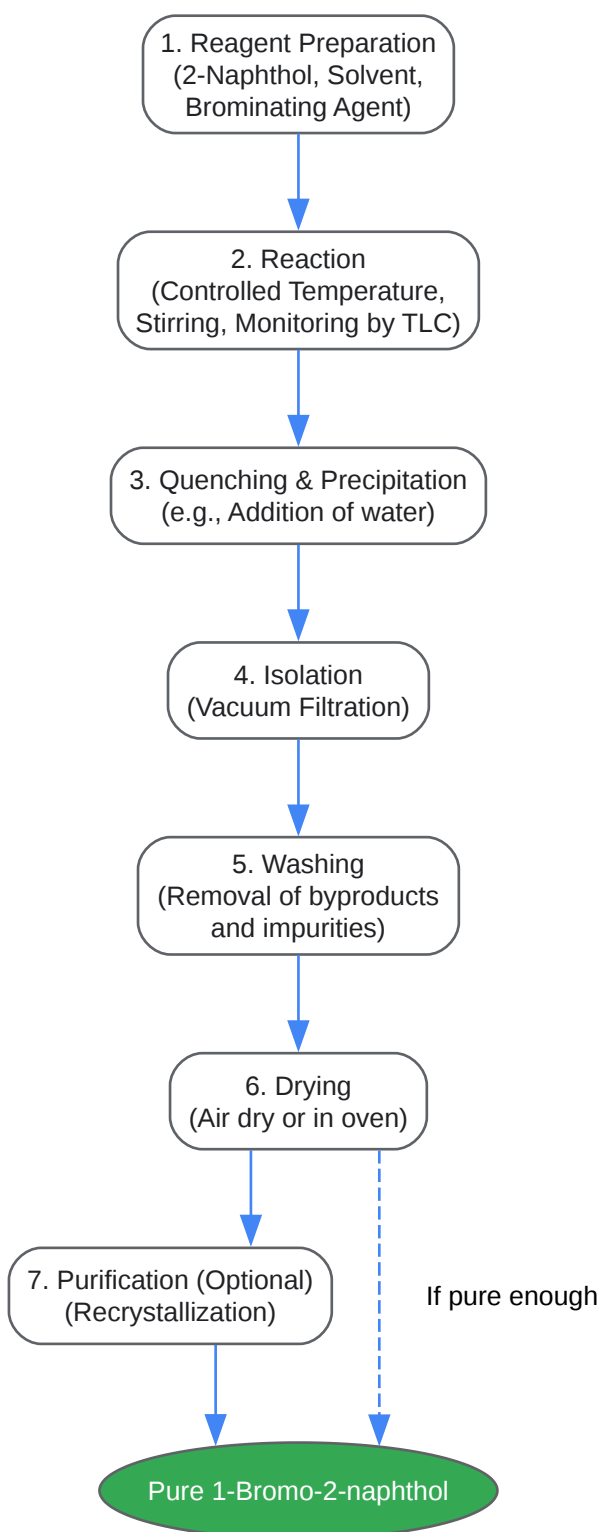 1. Reagent Preparation
(2-Naphthol, Solvent,
Brominating Agent)
2. Reaction
(Controlled Temperature,
Stirring, Monitoring by TLC)
3. Quenching & Precipitation
(e.g., Addition of water)
4. Isolation
(Vacuum Filtration)
5. Washing
(Removal of byproducts
and impurities)
6. Drying
(Air dry or in oven)
7. Purification (Optional)
(Recrystallization)
If pure enough
Pure 1-Bromo-2-naphthol